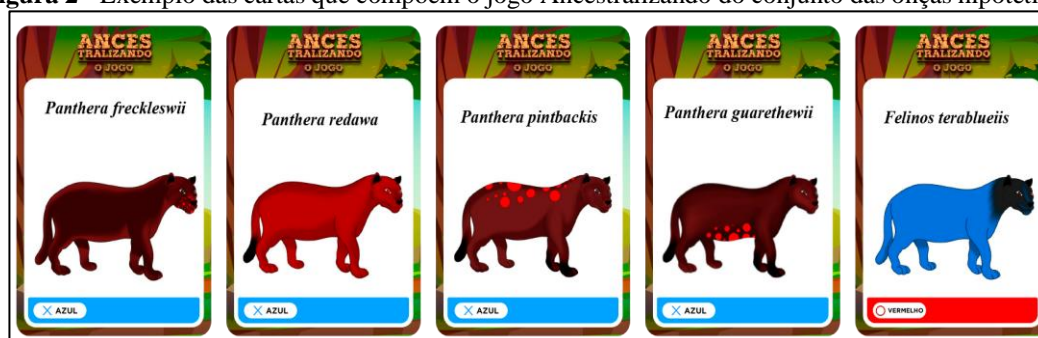 igura 2 - Exemplo das cartas que compõem o jogo Ancestralizando do conjunto das onças hipotéti
ANCES
TRALIZANDO
O JOGO
Panthera freckleswii
X AZUL
ANCES
TRALIZANDO
O JOGO
Panthera redawa
X AZUL
ANCES
TRALIZANDO
O JOGO
Panthera pintbackis
X AZUL
ANCES
TRALIZANDO
O JOGO
Panthera guarethewii
X AZUL
ANCES
TRALIZANDO
O JOGO
Felinos terablueiis
VERMELHO